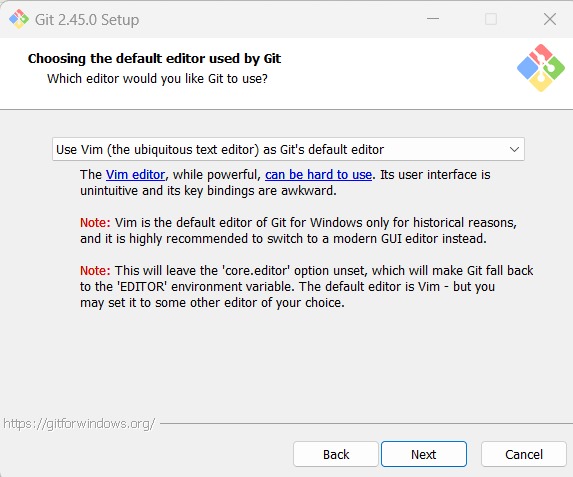 Git 2.45.0 Setup
Choosing the default editor used by Git
Which editor would you like Git to use?
Use Vim (the ubiquitous text editor) as Git's default editor
The Vim editor, while powerful, can be hard to use. Its user interface is
unintuitive and its key bindings are awkward.
Note: Vim is the default editor of Git for Windows only for historical reasons,
and it is highly recommended to switch to a modern GUI editor instead.
Note: This will leave the 'core.editor' option unset, which will make Git fall back
to the 'EDITOR' environment variable. The default editor is Vim - but you
may set it to some other editor of your choice.
https://gitforwindows.org/
Back
Next
Cancel